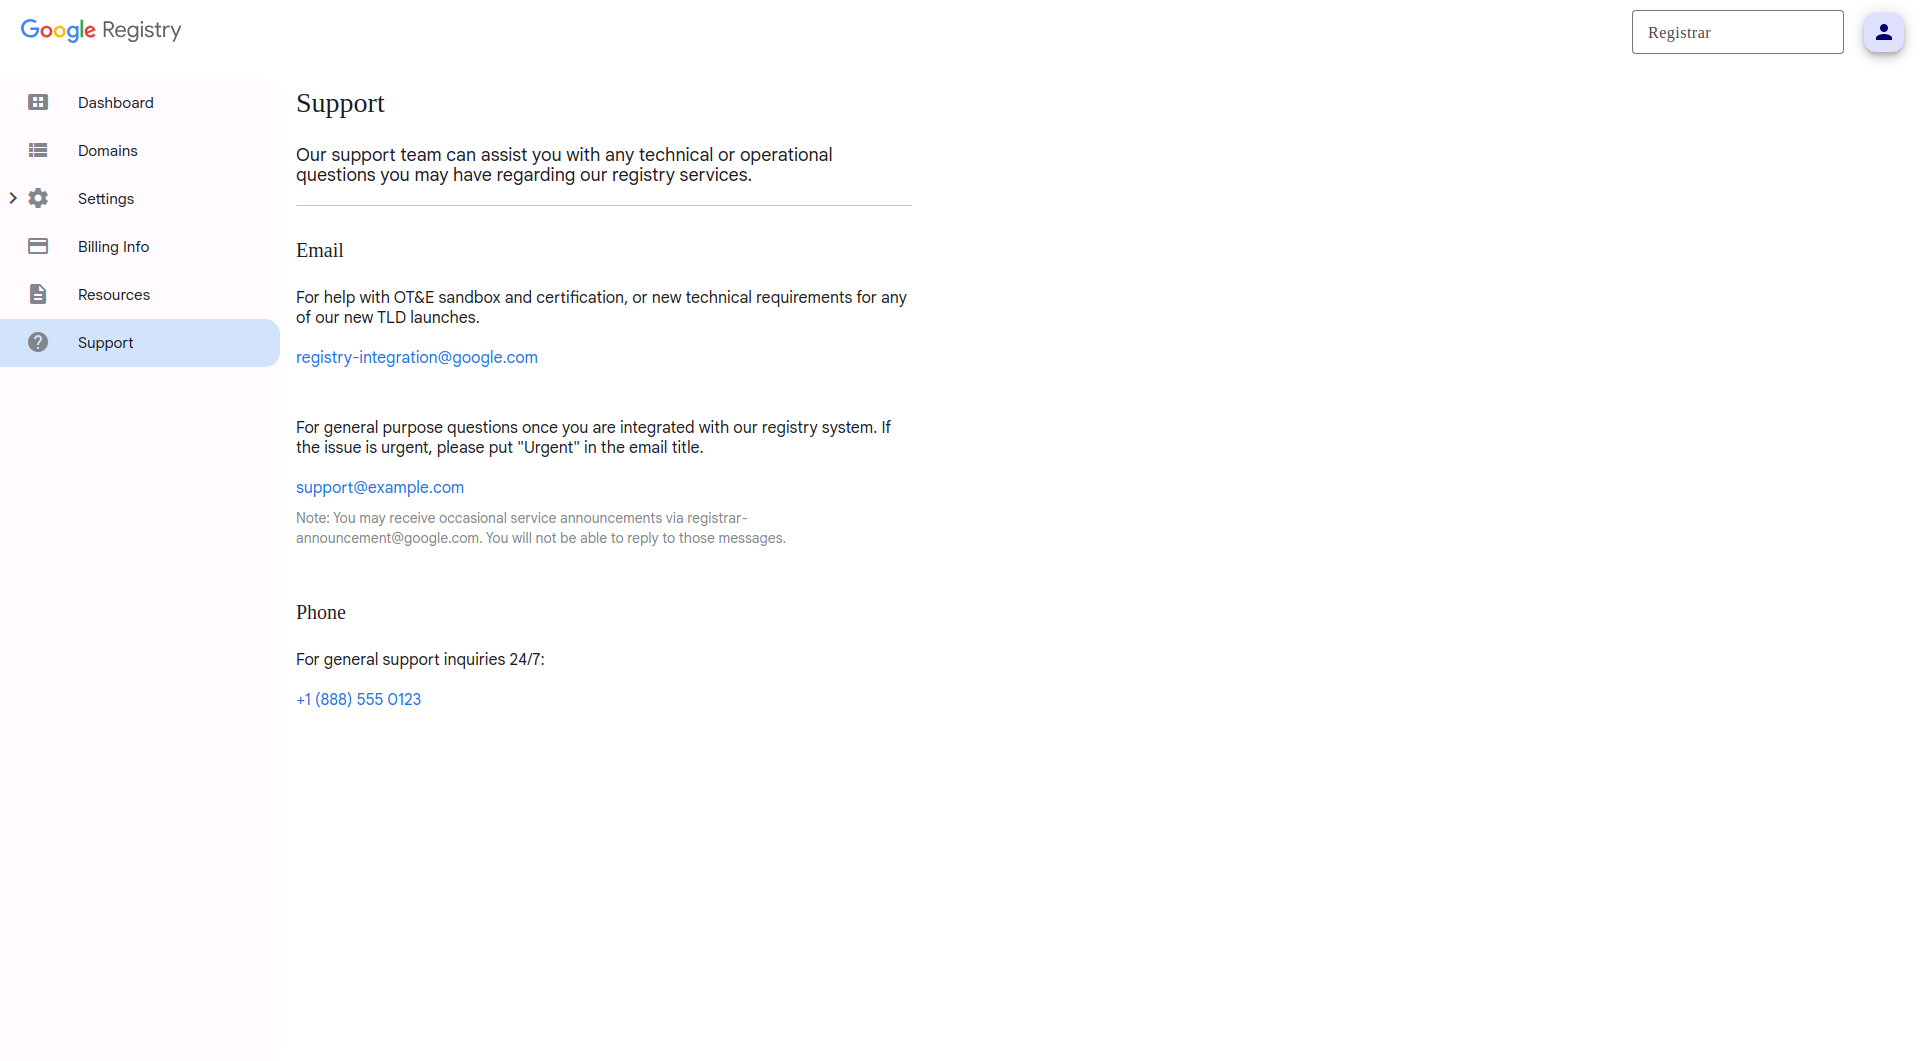 Google Registry
Registrar
Dashboard
Domains
Settings
Billing Info
Resources
Support
Support
Our support team can assist you with any technical or operational
questions you may have regarding our registry services.
Email
For help with OT&E sandbox and certification, or new technical requirements for any
of our new TLD launches.
registry-integration@google.com
For general purpose questions once you are integrated with our registry system. If
the issue is urgent, please put "Urgent" in the email title.
support@example.com
Note: You may receive occasional service announcements via registrar-
announcement@google.com. You will not be able to reply to those messages.
Phone
For general support inquiries 24/7:
+1 (888) 555 0123